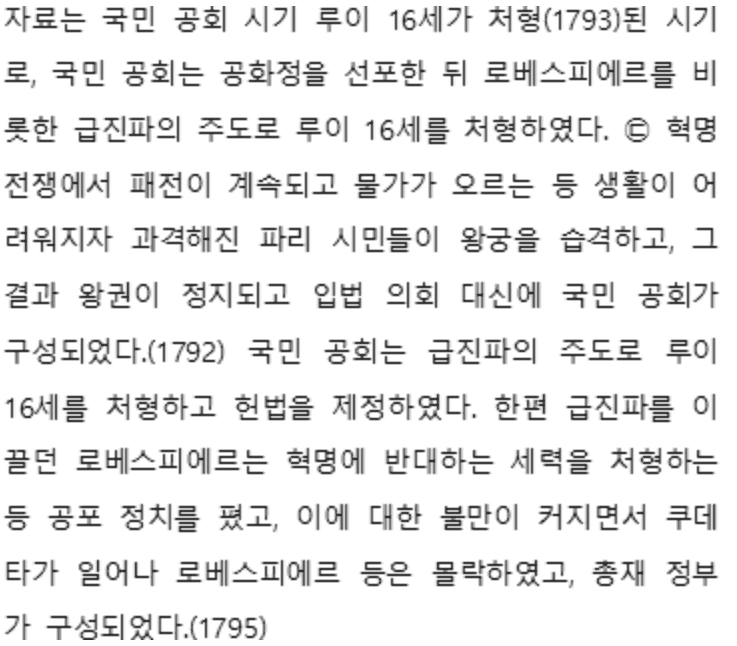 자료는 국민 공회 시기 루이 16세가 처형(1793)된 시기
로, 국민 공회는 공화정을 선포한 뒤 로베스피에르를 비
롯한 급진파의 주도로 루이 16세를 처형하였다. ⓒ 혁명
전쟁에서 패전이 계속되고 물가가 오르는 등 생활이 어
려워지자 과격해진 파리 시민들이 왕궁을 습격하고, 그
결과 왕권이 정지되고 입법 의회 대신에 국민 공회가
구성되었다.(1792) 국민 공회는 급진파의 주도로 루이
16세를 처형하고 헌법을 제정하였다. 한편 급진파를 이
끌던 로베스피에르는 혁명에 반대하는 세력을 처형하는
등 공포 정치를 폈고, 이에 대한 불만이 커지면서 쿠데
타가 일어나 로베스피에르 등은 몰락하였고, 총재 정부
가 구성되었다.(1795)